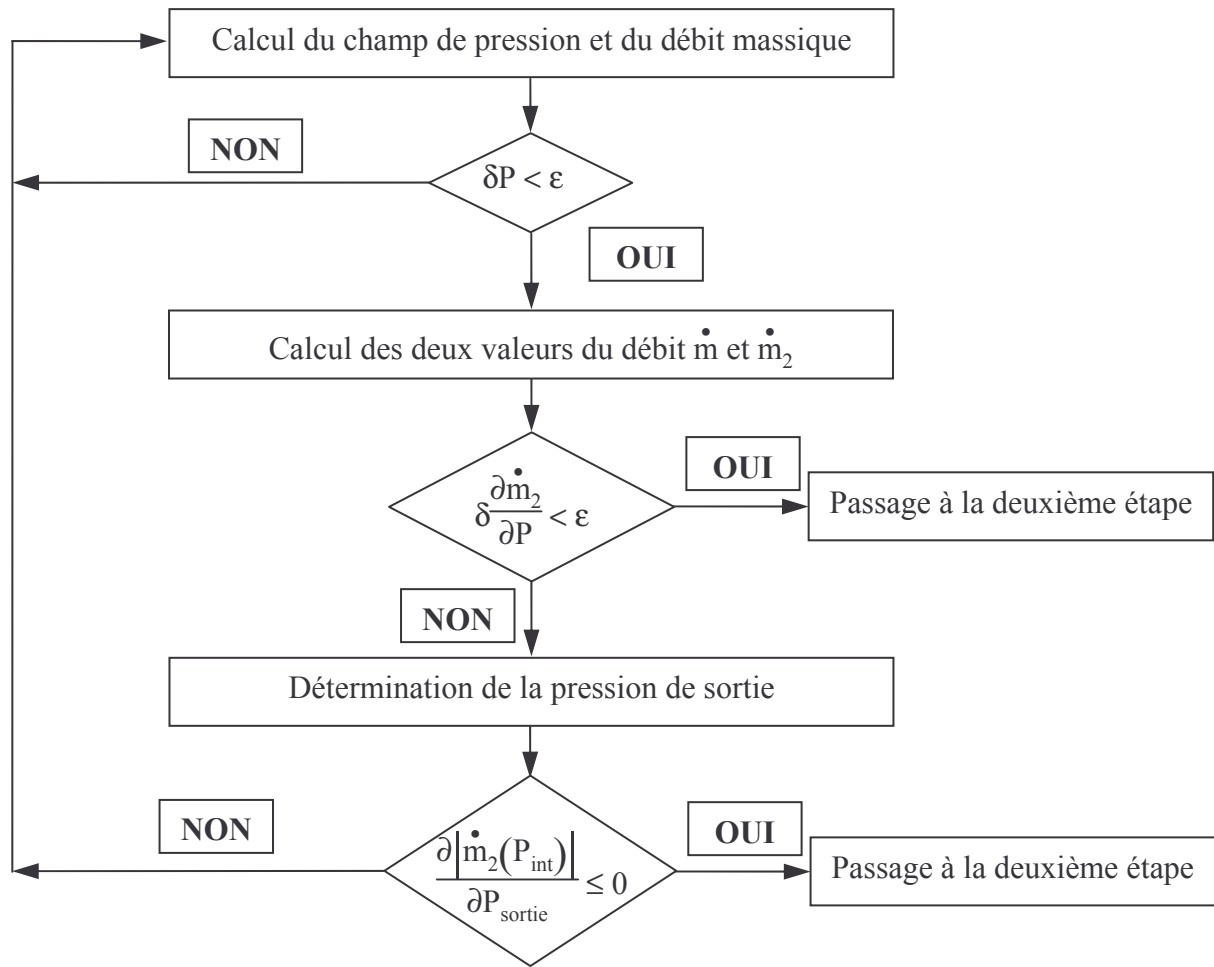 Calcul du champ de pression et du débit massique
NON
δP < ε
OUI
Calcul des deux valeurs du débit ṁ et ṁ₂
OUI
δ ∂ṁ₂/∂P < ε
Passage à la deuxième étape
NON
Détermination de la pression de sortie
NON
OUI
∂|ṁ₂(P_int)|/∂P_sortie ≤ 0
Passage à la deuxième étape